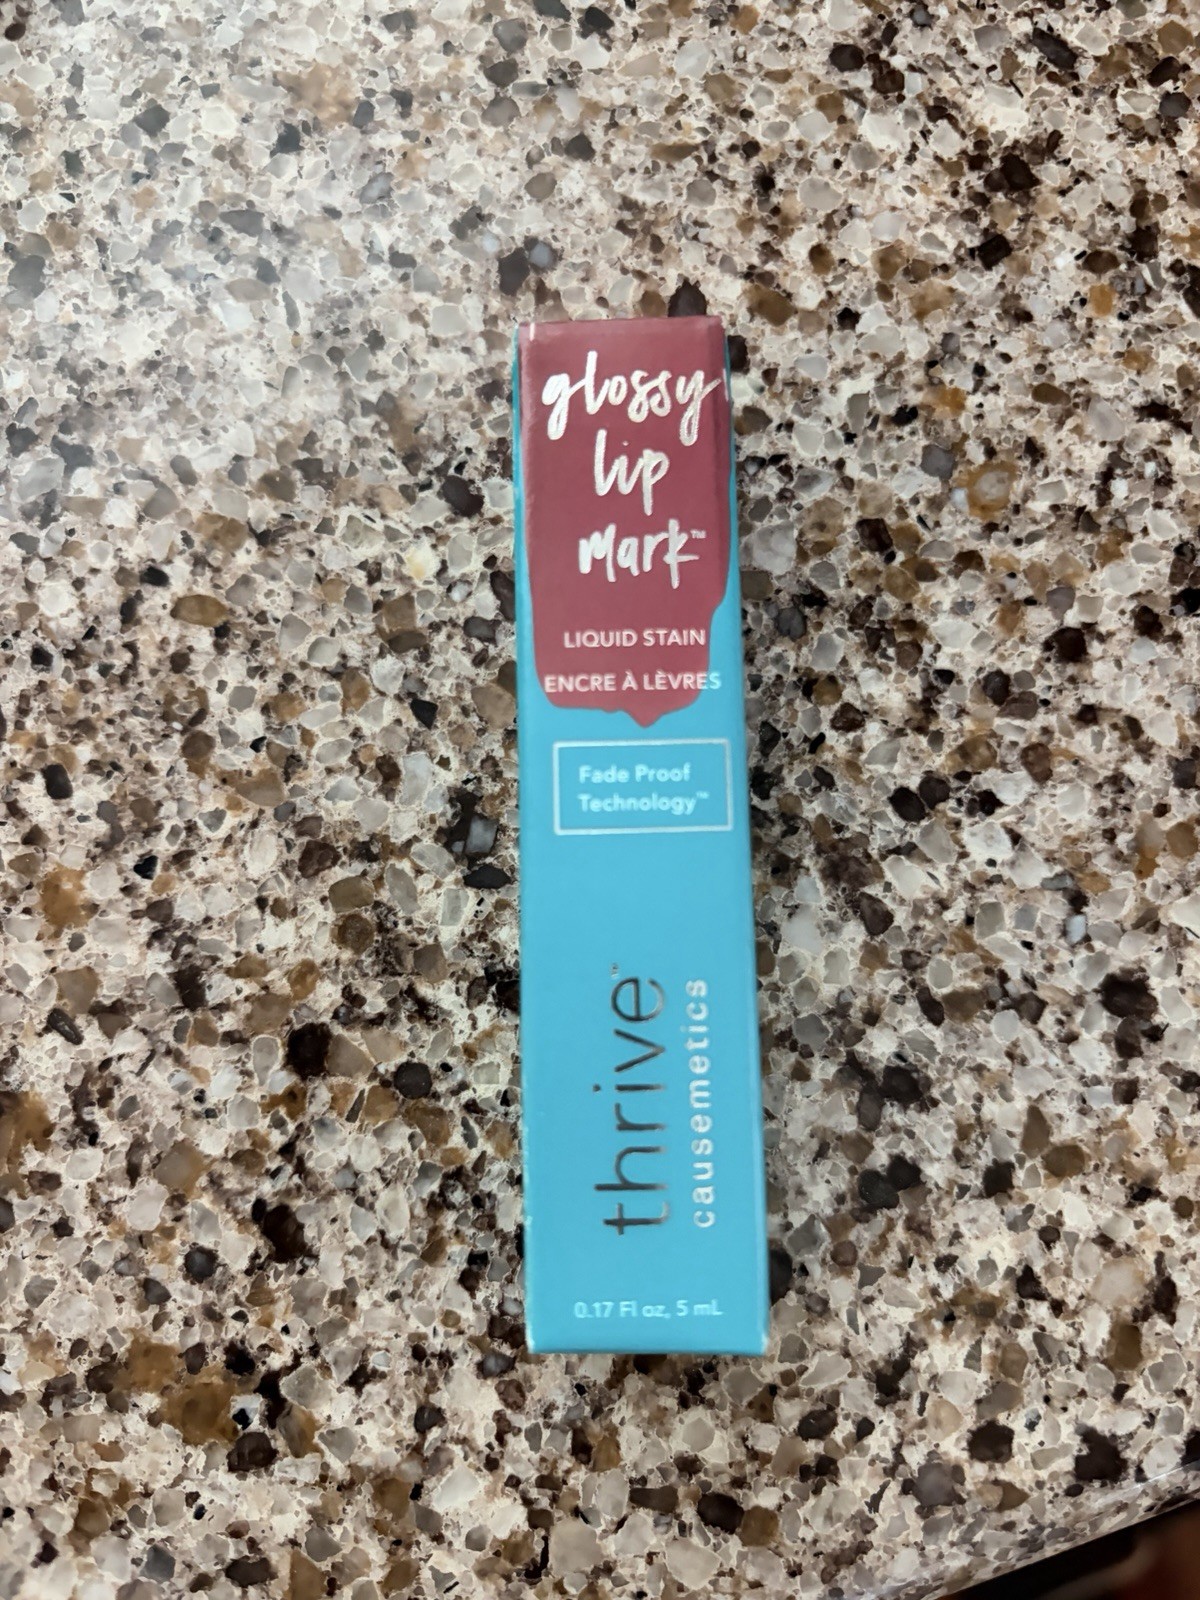 glossy
lip
mark™
LIQUID STAIN
ENCRE À LÈVRES
Fade Proof
Technology™
thrive™
causemetics
0.17 Fl oz, 5 mL